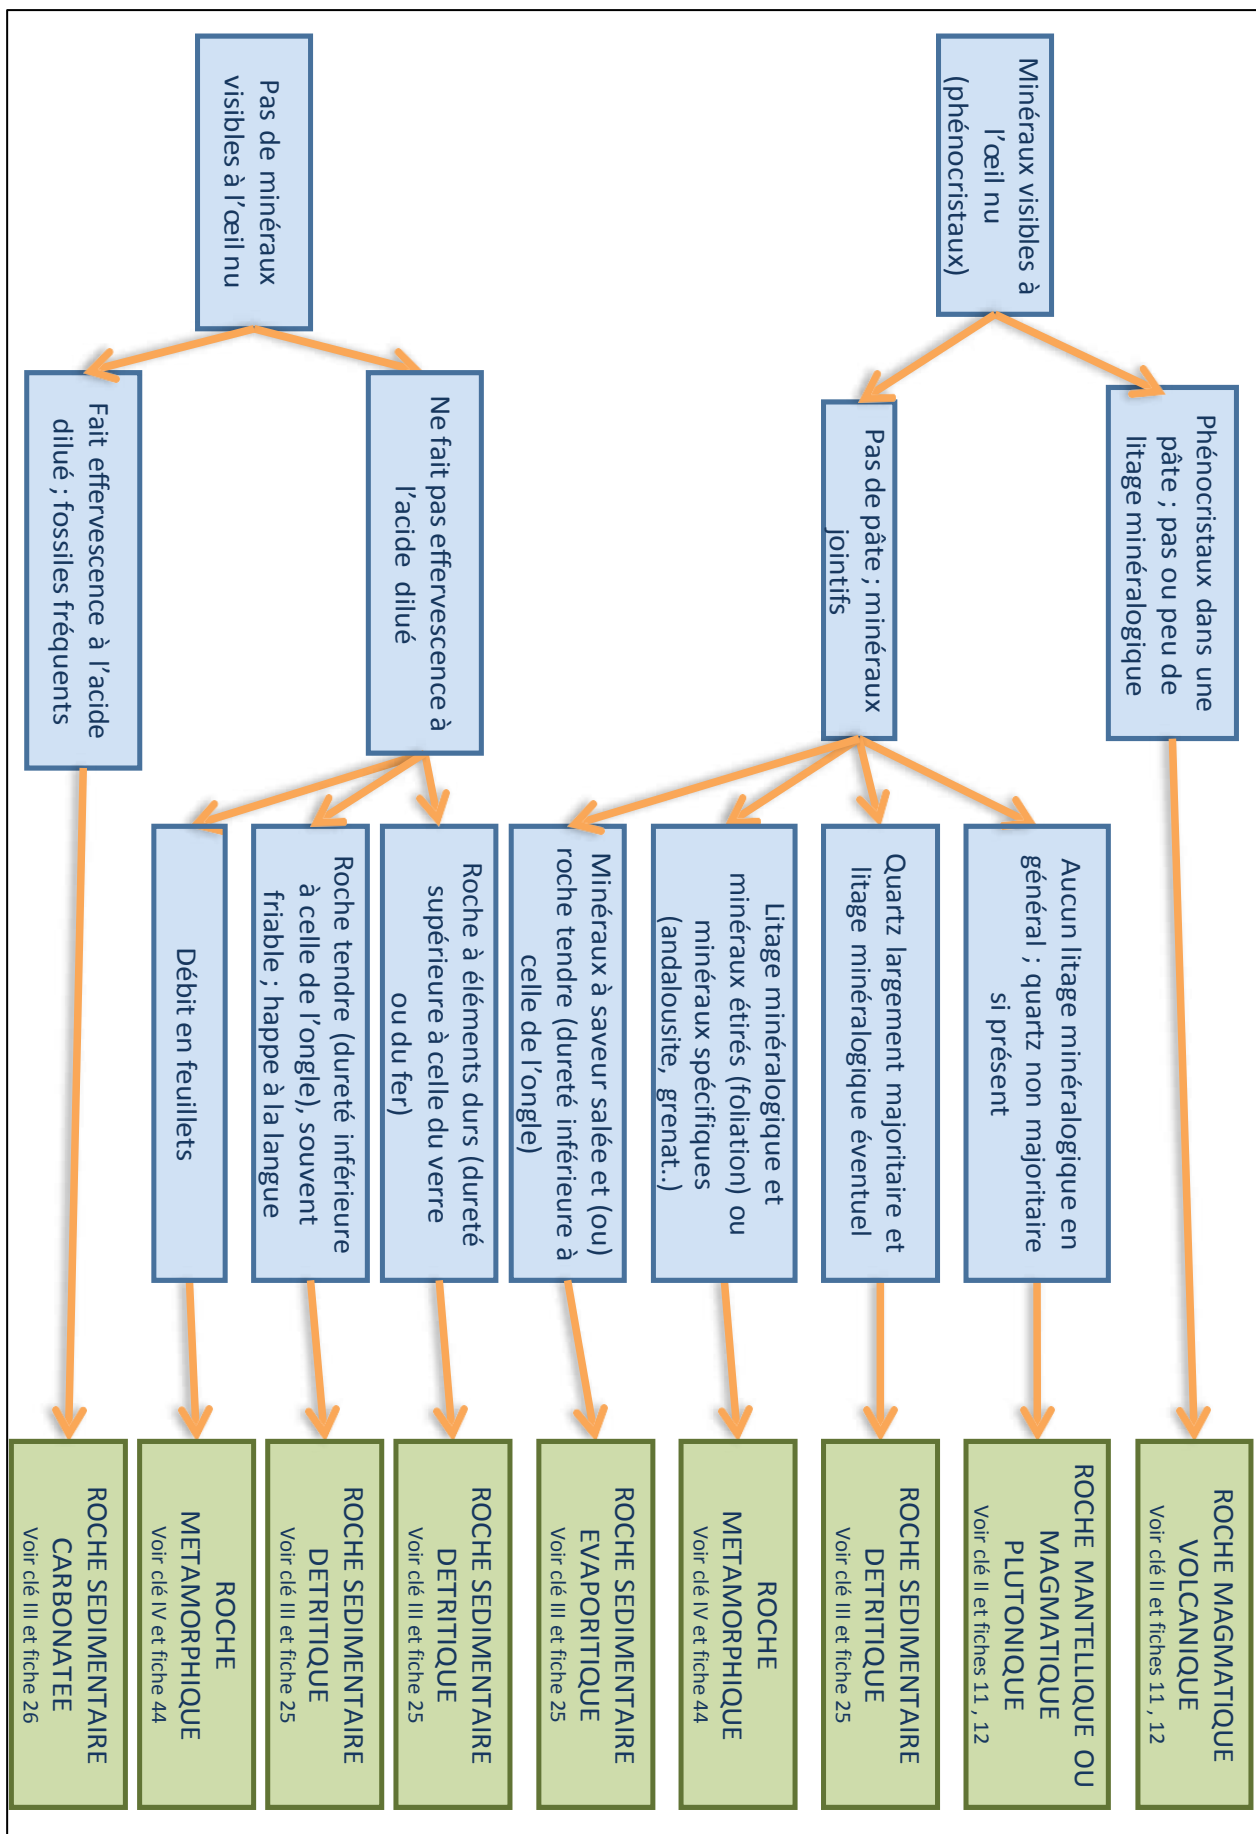 Minéraux visibles à
l'œil nu
(phénocristaux)
Pas de minéraux
visibles à l'œil nu
Phénocristaux dans une
pâte ; pas ou peu de
litage minéralogique
Pas de pâte ; minéraux
jointifs
Ne fait pas effervescence à
l'acide dilué
Fait effervescence à l'acide
dilué ; fossiles fréquents
Aucun litage minéralogique en
général ; quartz non majoritaire
si présent
Quartz largement majoritaire et
litage minéralogique éventuel
Litage minéralogique et
minéraux étirés (foliation) ou
minéraux spécifiques
(andalousite, grenat..)
Minéraux à saveur salée et (ou)
roche tendre (dureté inférieure à
celle de l'ongle)
Roche à éléments durs (dureté
supérieure à celle du verre
ou du fer)
Roche tendre (dureté inférieure
à celle de l'ongle), souvent
friable ; happe à la langue
Débit en feuillets
ROCHE MAGMATIQUE
VOLCANIQUE
Voir clé II et fiches 11 , 12
ROCHE MANTELLIQUE OU
MAGMATIQUE
PLUTONIQUE
Voir clé II et fiches 11 , 12
ROCHE SEDIMENTAIRE
DETRITIQUE
Voir clé III et fiche 25
ROCHE
METAMORPHIQUE
Voir clé IV et fiche 44
ROCHE SEDIMENTAIRE
EVAPORITIQUE
Voir clé III et fiche 25
ROCHE SEDIMENTAIRE
DETRITIQUE
Voir clé III et fiche 25
ROCHE SEDIMENTAIRE
DETRITIQUE
Voir clé III et fiche 25
ROCHE
METAMORPHIQUE
Voir clé IV et fiche 44
ROCHE SEDIMENTAIRE
CARBONATEE
Voir clé III et fiche 26